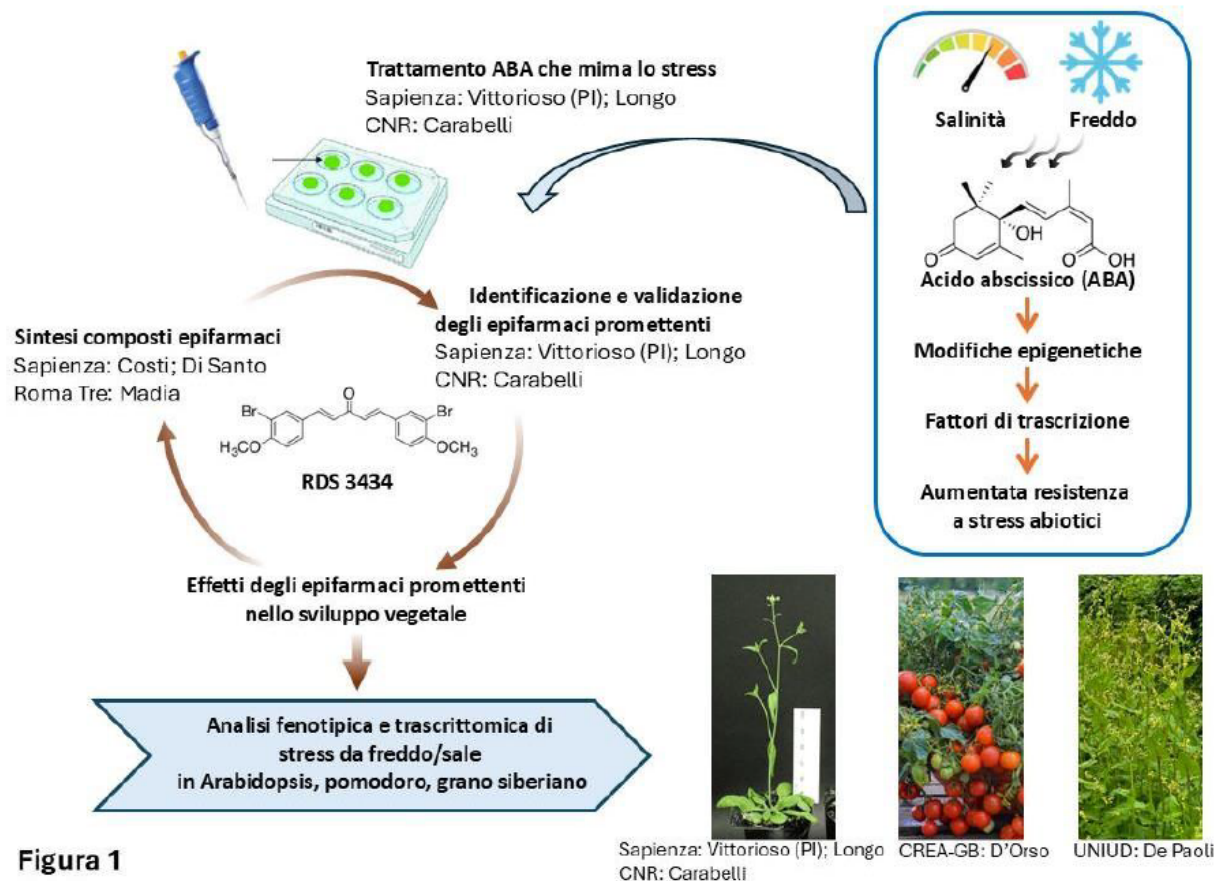 Trattamento ABA che mima lo stress
Sapienza: Vittorioso (PI); Longo
CNR: Carabelli
Salinità
Freddo
OH
O
O
OH
Acido abscissico (ABA)
Modifiche epigenetiche
Fattori di trascrizione
Aumentata resistenza
a stress abiotici
Identificazione e validazione
degli epifarmaci promettenti
Sapienza: Vittorioso (PI); Longo
CNR: Carabelli
Sintesi composti epifarmaci
Sapienza: Costi; Di Santo
Roma Tre: Madia
O
Br
Br
H₃CO
OCH₃
RDS 3434
Effetti degli epifarmaci promettenti
nello sviluppo vegetale
Analisi fenotipica e trascrittomica di
stress da freddo/sale
in Arabidopsis, pomodoro, grano siberiano
Sapienza: Vittorioso (PI); Longo
CNR: Carabelli
CREA-GB: D'Orso
UNIUD: De Paoli
Figura 1